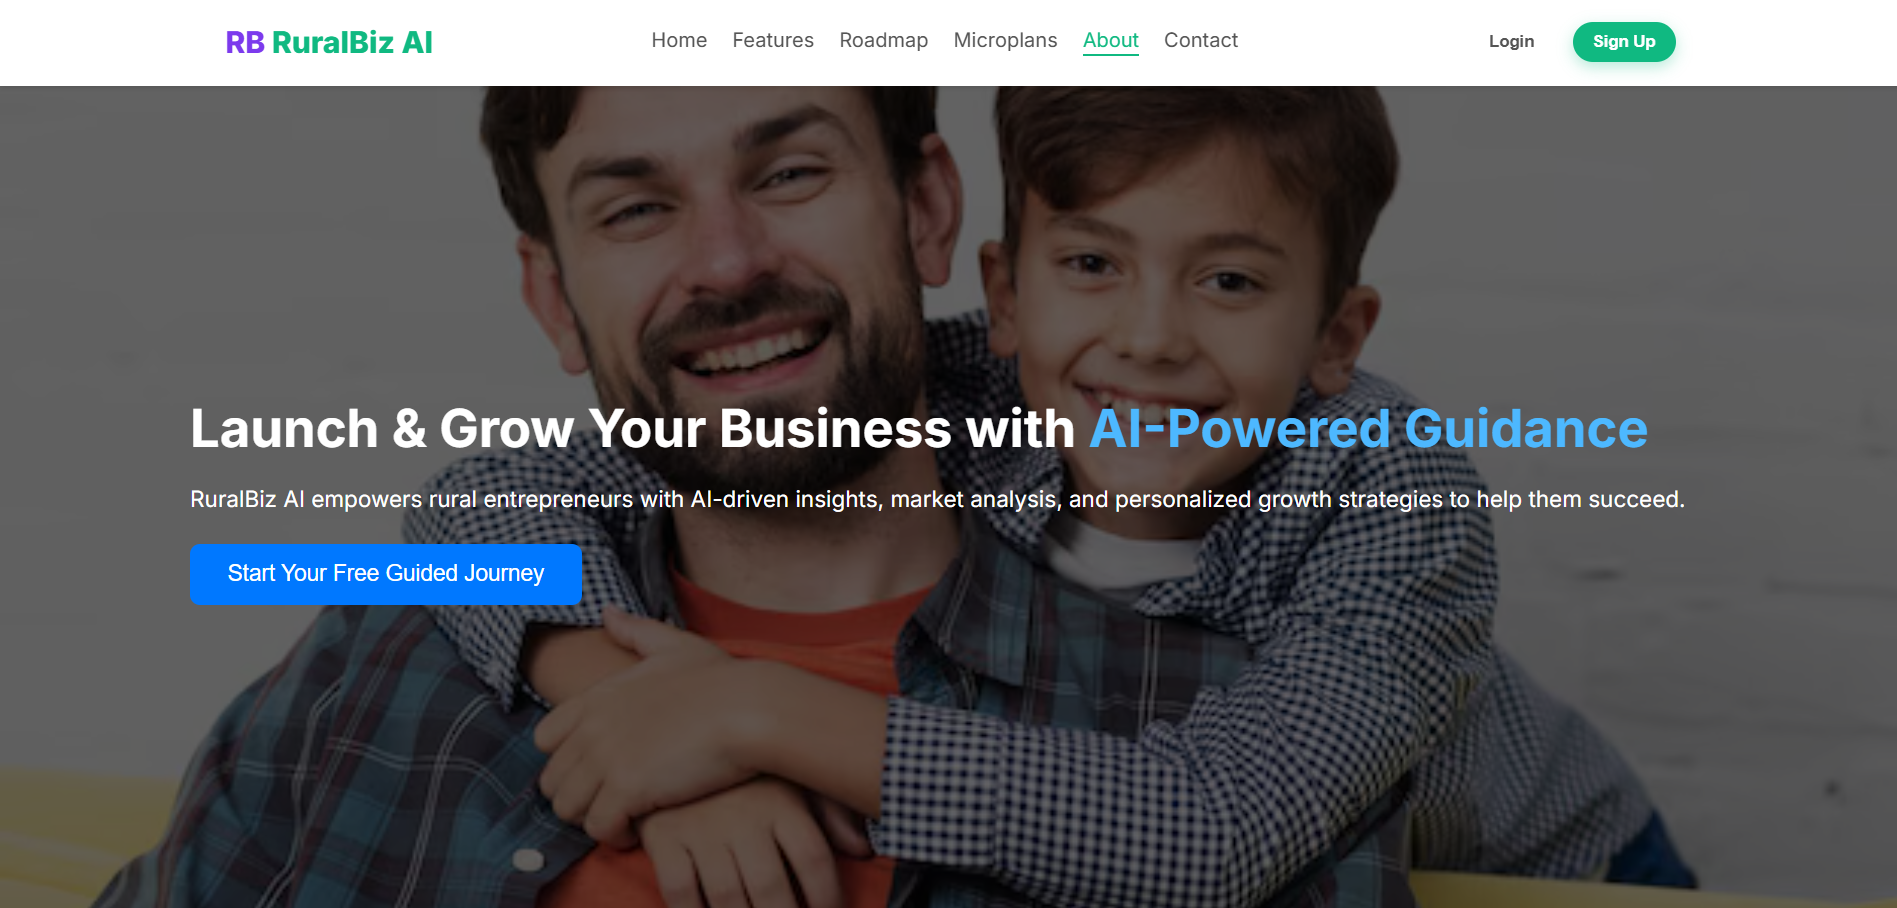 RB RuralBiz AI
Home Features Roadmap Microplans About Contact
Login
Sign Up
Launch & Grow Your Business with AI-Powered Guidance
RuralBiz AI empowers rural entrepreneurs with AI-driven insights, market analysis, and personalized growth strategies to help them succeed.
Start Your Free Guided Journey